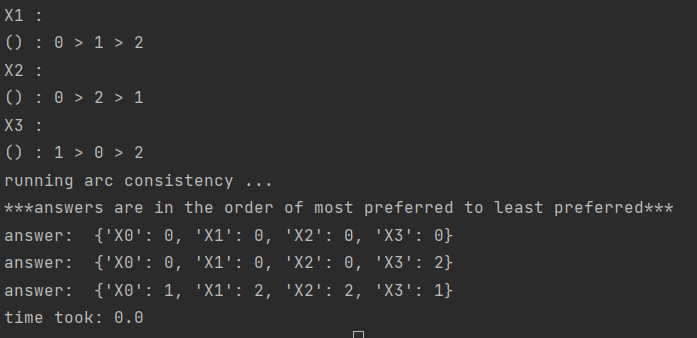 X1 :
() : 0 > 1 > 2
X2 :
() : 0 > 2 > 1
X3 :
() : 1 > 0 > 2
running arc consistency ...
***answers are in the order of most preferred to least preferred***
answer:  {'X0': 0, 'X1': 0, 'X2': 0, 'X3': 0}
answer:  {'X0': 0, 'X1': 0, 'X2': 0, 'X3': 2}
answer:  {'X0': 1, 'X1': 2, 'X2': 2, 'X3': 1}
time took: 0.0